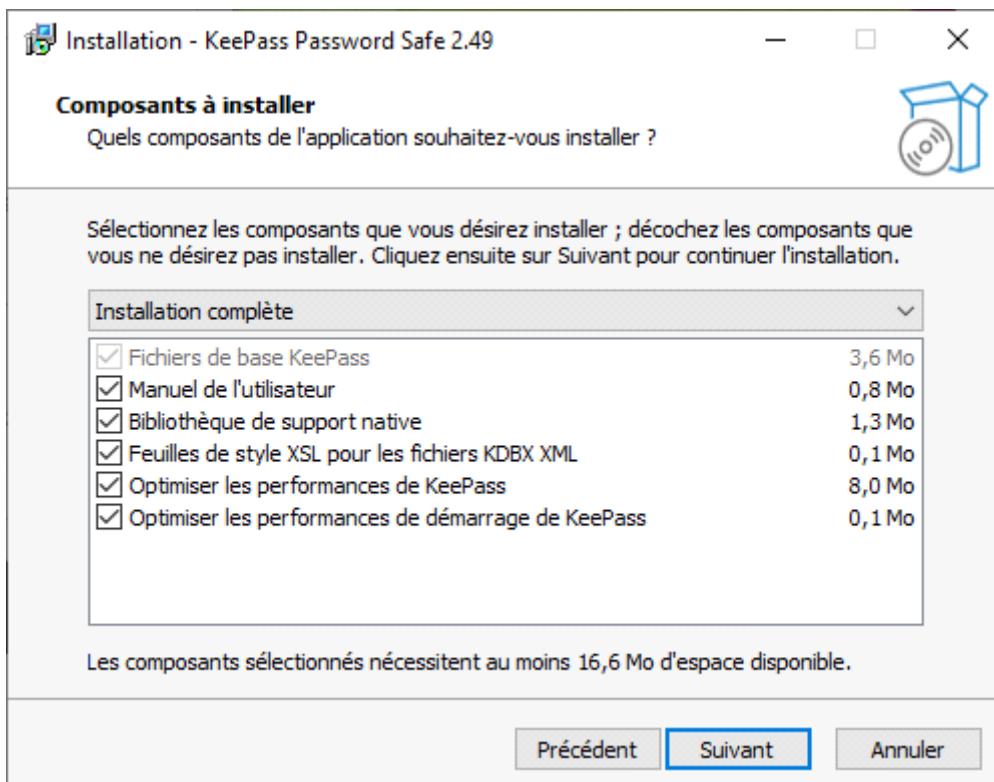 Installation - KeePass Password Safe 2.49
Composants à installer
Quels composants de l'application souhaitez-vous installer ?
Sélectionnez les composants que vous désirez installer ; décochez les composants que
vous ne désirez pas installer. Cliquez ensuite sur Suivant pour continuer l'installation.
Installation complète
Fichiers de base KeePass 3,6 Mo
Manuel de l'utilisateur 0,8 Mo
Bibliothèque de support native 1,3 Mo
Feuilles de style XSL pour les fichiers KDBX XML 0,1 Mo
Optimiser les performances de KeePass 8,0 Mo
Optimiser les performances de démarrage de KeePass 0,1 Mo
Les composants sélectionnés nécessitent au moins 16,6 Mo d'espace disponible.
Précédent Suivant Annuler